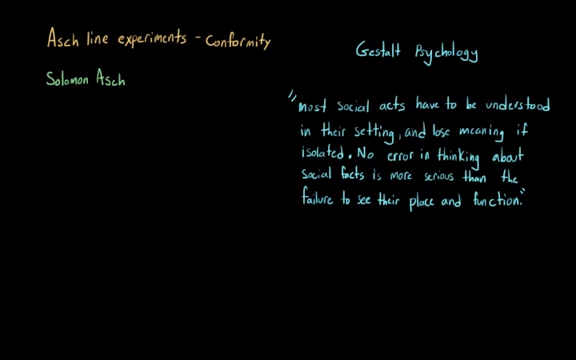 Asch line experiments - Conformity
Solomon Asch
Gestalt Psychology
"most social acts have to be understood
in their setting, and lose meaning if
isolated. No error in thinking about
social facts is more serious than the
failure to see their place and function."